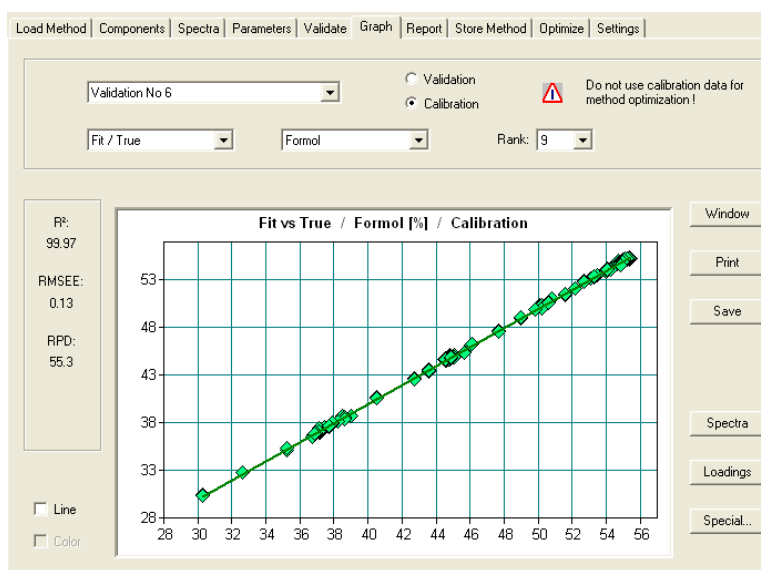 Load Method Components Spectra Parameters Validate Graph Report Store Method Optimize Settings
Validation No 6
Validation
Calibration
Do not use calibration data for
method optimization !
Fit / True
Formol
Rank: 9
R²:
99.97
RMSEE:
0.13
RPD:
55.3
Fit vs True / Formol [%] / Calibration
53
48
43
38
33
28
28 30 32 34 36 38 40 42 44 46 48 50 52 54 56
Line
Color
Window
Print
Save
Spectra
Loadings
Special...